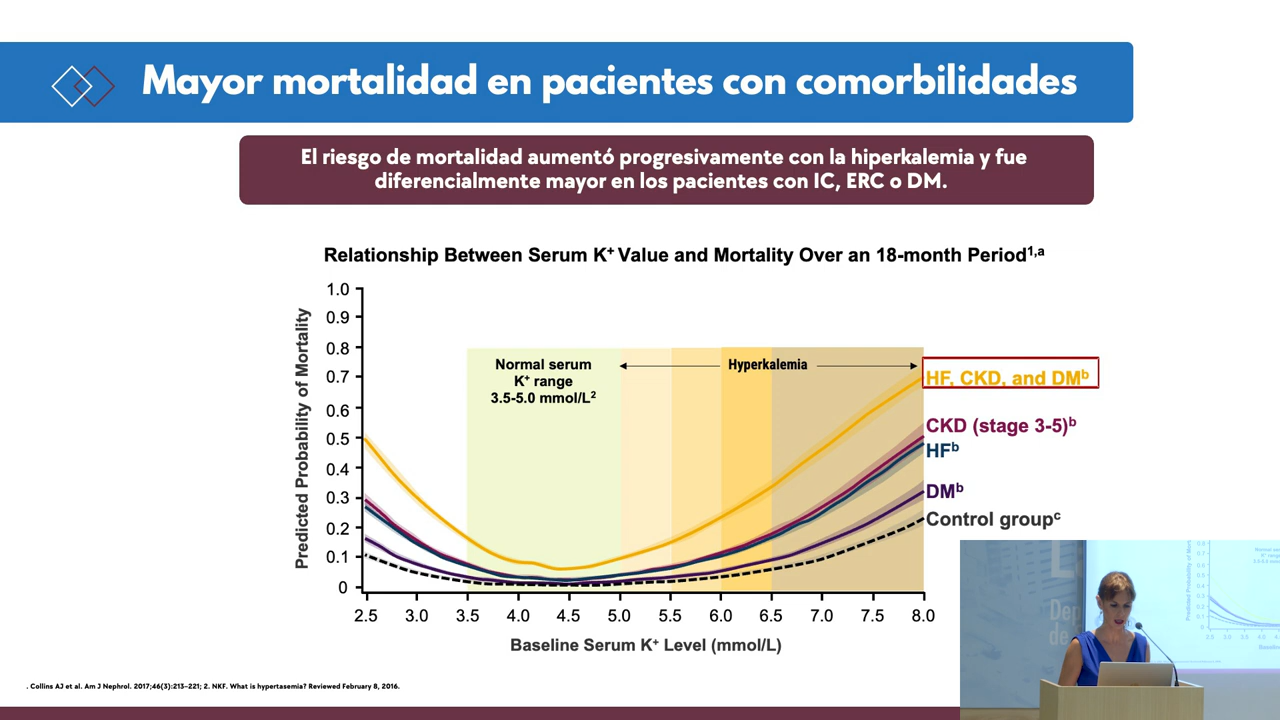 Mayor mortalidad en pacientes con comorbilidades
El riesgo de mortalidad aumentó progresivamente con la hiperkalemia y fue
diferencialmente mayor en los pacientes con IC, ERC o DM.
Relationship Between Serum K⁺ Value and Mortality Over an 18-month Period¹,ᵃ
Predicted Probability of Mortality
1.0
0.9
0.8
0.7
0.6
0.5
0.4
0.3
0.2
0.1
0
Normal serum
K⁺ range
3.5-5.0 mmol/L²
Hyperkalemia
HF, CKD, and DMᵇ
CKD (stage 3-5)ᵇ
HFᵇ
DMᵇ
Control groupᶜ
2.5 3.0 3.5 4.0 4.5 5.0 5.5 6.0 6.5 7.0 7.5 8.0
Baseline Serum K⁺ Level (mmol/L)
. Collins AJ et al. Am J Nephrol. 2017;46(3):213–221; 2. NKF. What is hypertasemia? Reviewed February 8, 2016.